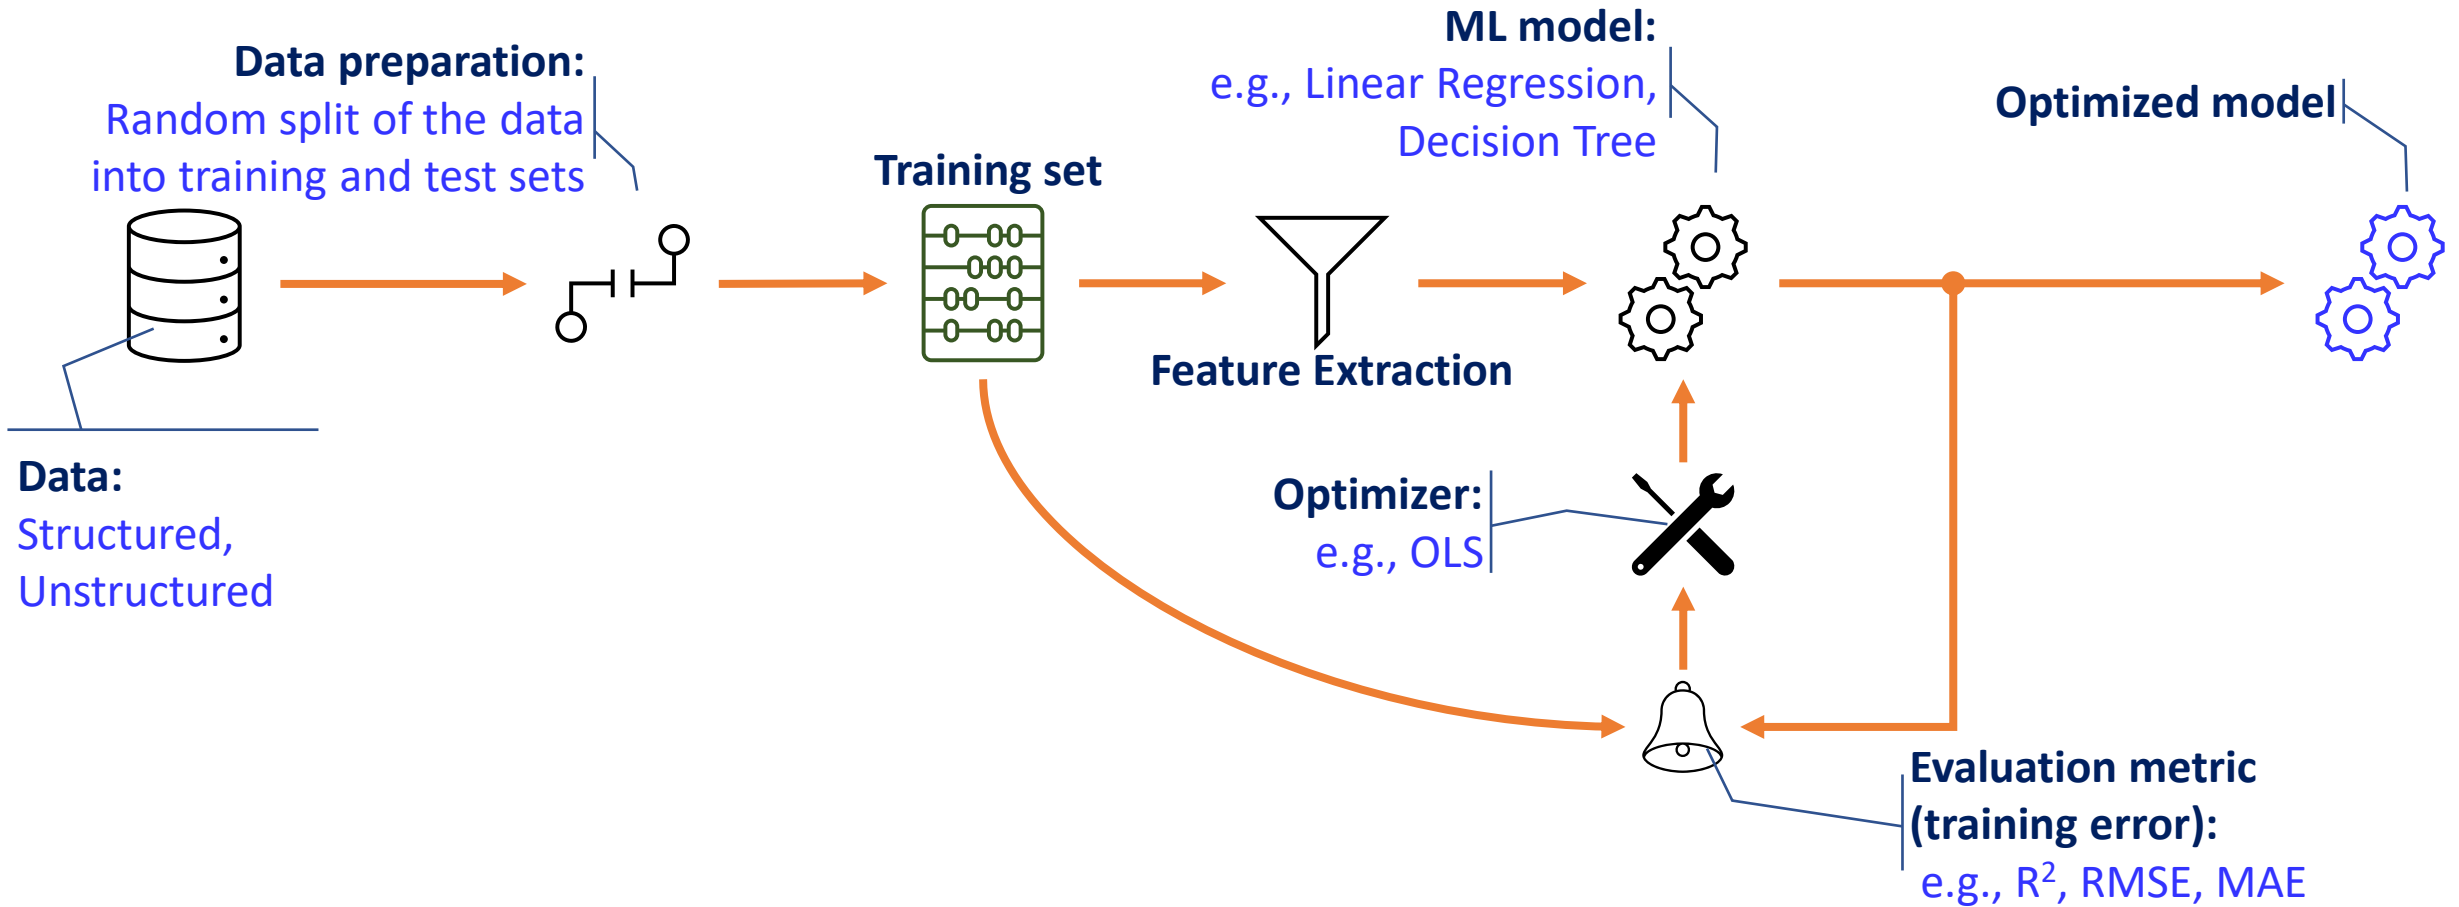 Data preparation:
Random split of the data
into training and test sets
Training set
ML model:
e.g., Linear Regression,
Decision Tree
Optimized model
Feature Extraction
Data:
Structured,
Unstructured
Optimizer:
e.g., OLS
Evaluation metric
(training error):
e.g., R², RMSE, MAE